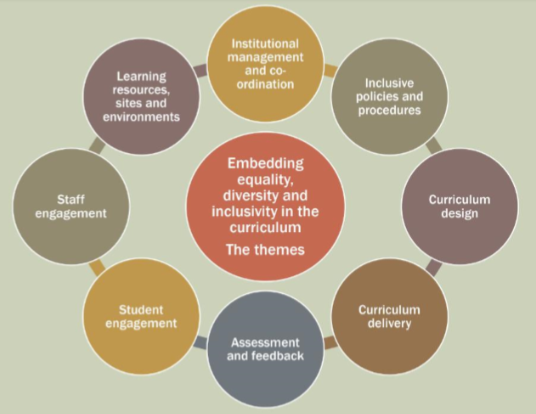 Institutional
management
and co-
ordination
Inclusive
policies and
procedures
Curriculum
design
Curriculum
delivery
Assessment
and feedback
Student
engagement
Staff
engagement
Learning
resources,
sites and
environments
Embedding
equality,
diversity and
inclusivity in the
curriculum
The themes